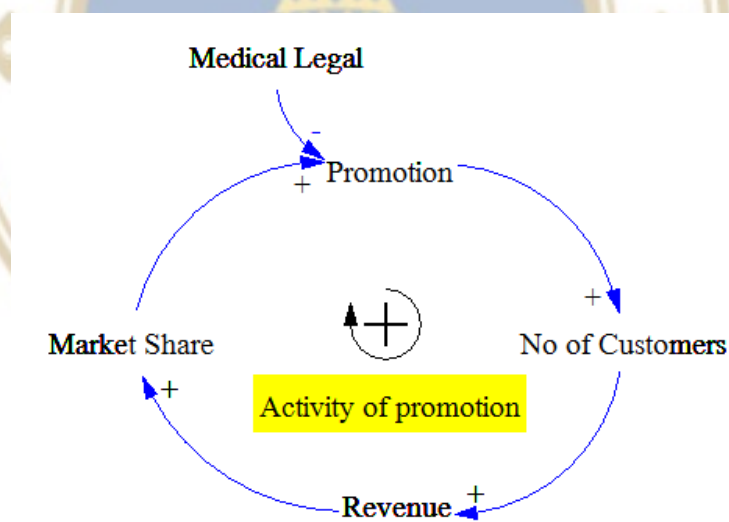 Medical Legal
-
+
Promotion
+
+
Market Share
No of Customers
+
Activity of promotion
Revenue
+